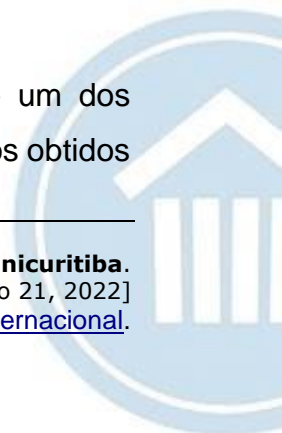 um dos
os obtidos
nicuritiba.
o 21, 2022]
ernacional.